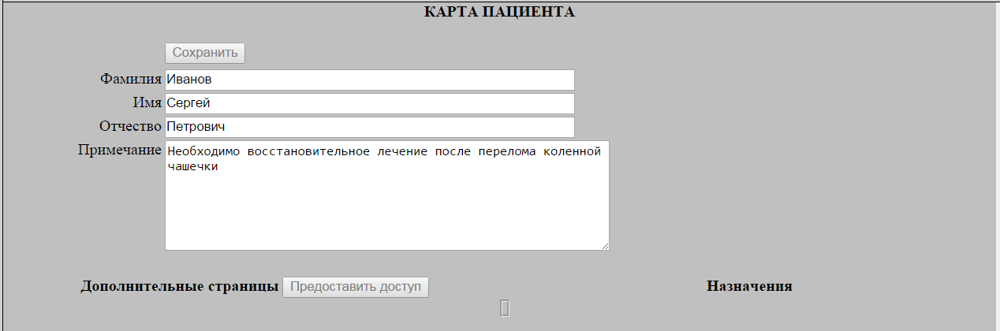 КАРТА ПАЦИЕНТА
Сохранить
Фамилия Иванов
Имя Сергей
Отчество Петрович
Примечание Необходимо восстановительное лечение после перелома коленной
чашечки
Дополнительные страницы Предоставить доступ Назначения